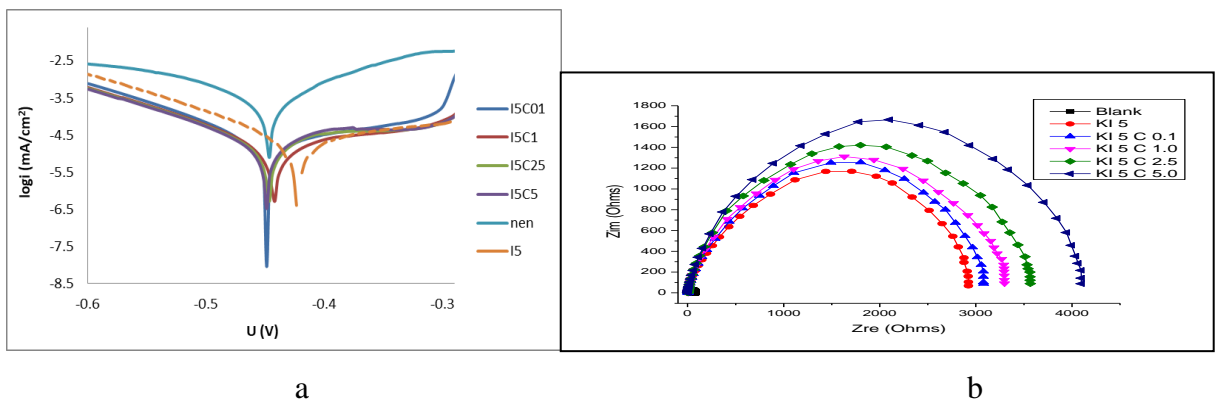 -2.5
-3.5
-4.5
-5.5
-6.5
-7.5
-8.5
-0.6
-0.5
-0.4
-0.3
logi (mA/cm²)
U (V)
I5C01
I5C1
I5C25
I5C5
nen
I5
a
1800
1600
1400
1200
1000
800
600
400
200
0
0
1000
2000
3000
4000
Zim (Ohms)
Zre (Ohms)
Blank
KI 5
KI 5 C 0.1
KI 5 C 1.0
KI 5 C 2.5
KI 5 C 5.0
b